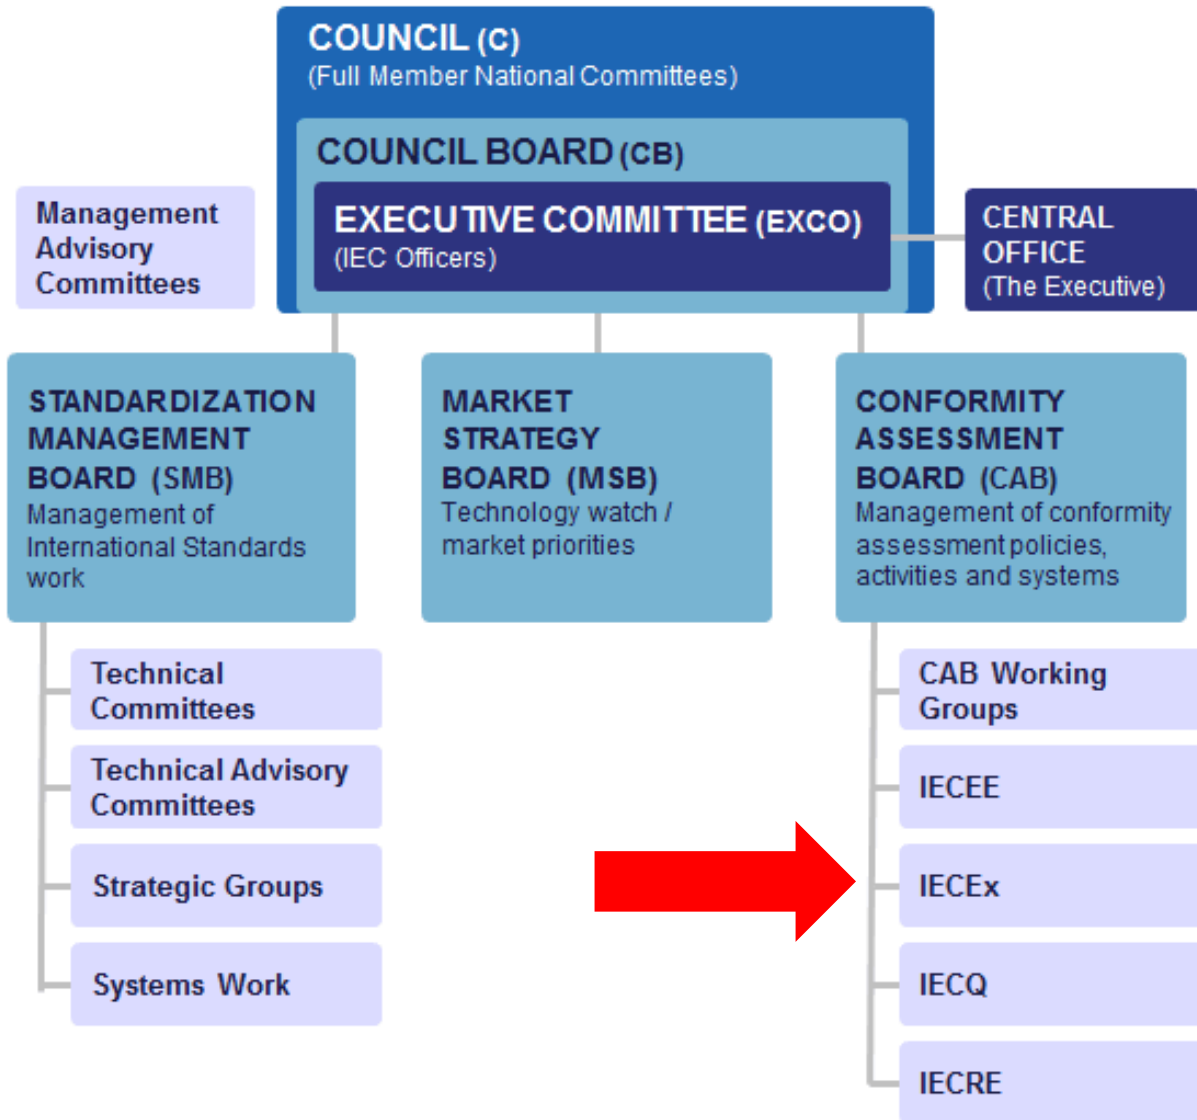 COUNCIL (C)
(Full Member National Committees)
COUNCIL BOARD (CB)
EXECUTIVE COMMITTEE (EXCO)
(IEC Officers)
Management
Advisory
Committees
CENTRAL
OFFICE
(The Executive)
STANDARDIZATION
MANAGEMENT
BOARD (SMB)
Management of
International Standards
work
MARKET
STRATEGY
BOARD (MSB)
Technology watch /
market priorities
CONFORMITY
ASSESSMENT
BOARD (CAB)
Management of conformity
assessment policies,
activities and systems
Technical
Committees
Technical Advisory
Committees
Strategic Groups
Systems Work
CAB Working
Groups
IECEE
IECEx
IECQ
IECRE